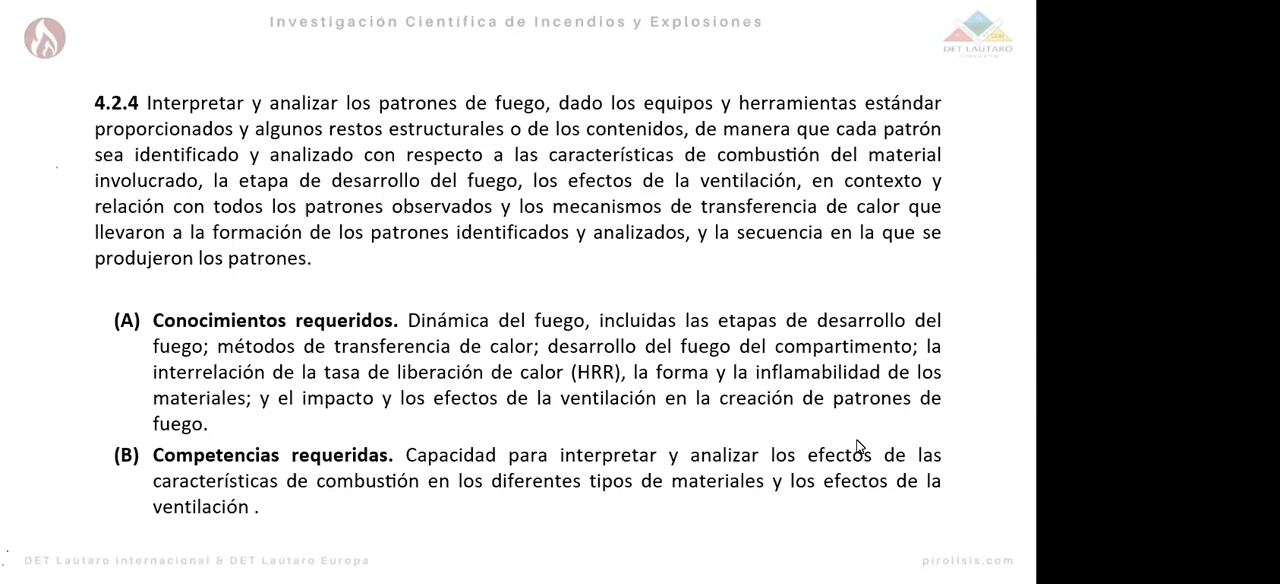 Investigación Científica de Incendios y Explosiones
DET LAUTARO
4.2.4 Interpretar y analizar los patrones de fuego, dado los equipos y herramientas estándar
proporcionados y algunos restos estructurales o de los contenidos, de manera que cada patrón
sea identificado y analizado con respecto a las características de combustión del material
involucrado, la etapa de desarrollo del fuego, los efectos de la ventilación, en contexto y
relación con todos los patrones observados y los mecanismos de transferencia de calor que
llevaron a la formación de los patrones identificados y analizados, y la secuencia en la que se
produjeron los patrones.
(A) Conocimientos requeridos. Dinámica del fuego, incluidas las etapas de desarrollo del
fuego; métodos de transferencia de calor; desarrollo del fuego del compartimento; la
interrelación de la tasa de liberación de calor (HRR), la forma y la inflamabilidad de los
materiales; y el impacto y los efectos de la ventilación en la creación de patrones de
fuego.
(B) Competencias requeridas. Capacidad para interpretar y analizar los efectos de las
características de combustión en los diferentes tipos de materiales y los efectos de la
ventilación .
DET Lautaro Internacional & DET Lautaro Europa
pirolisis.com